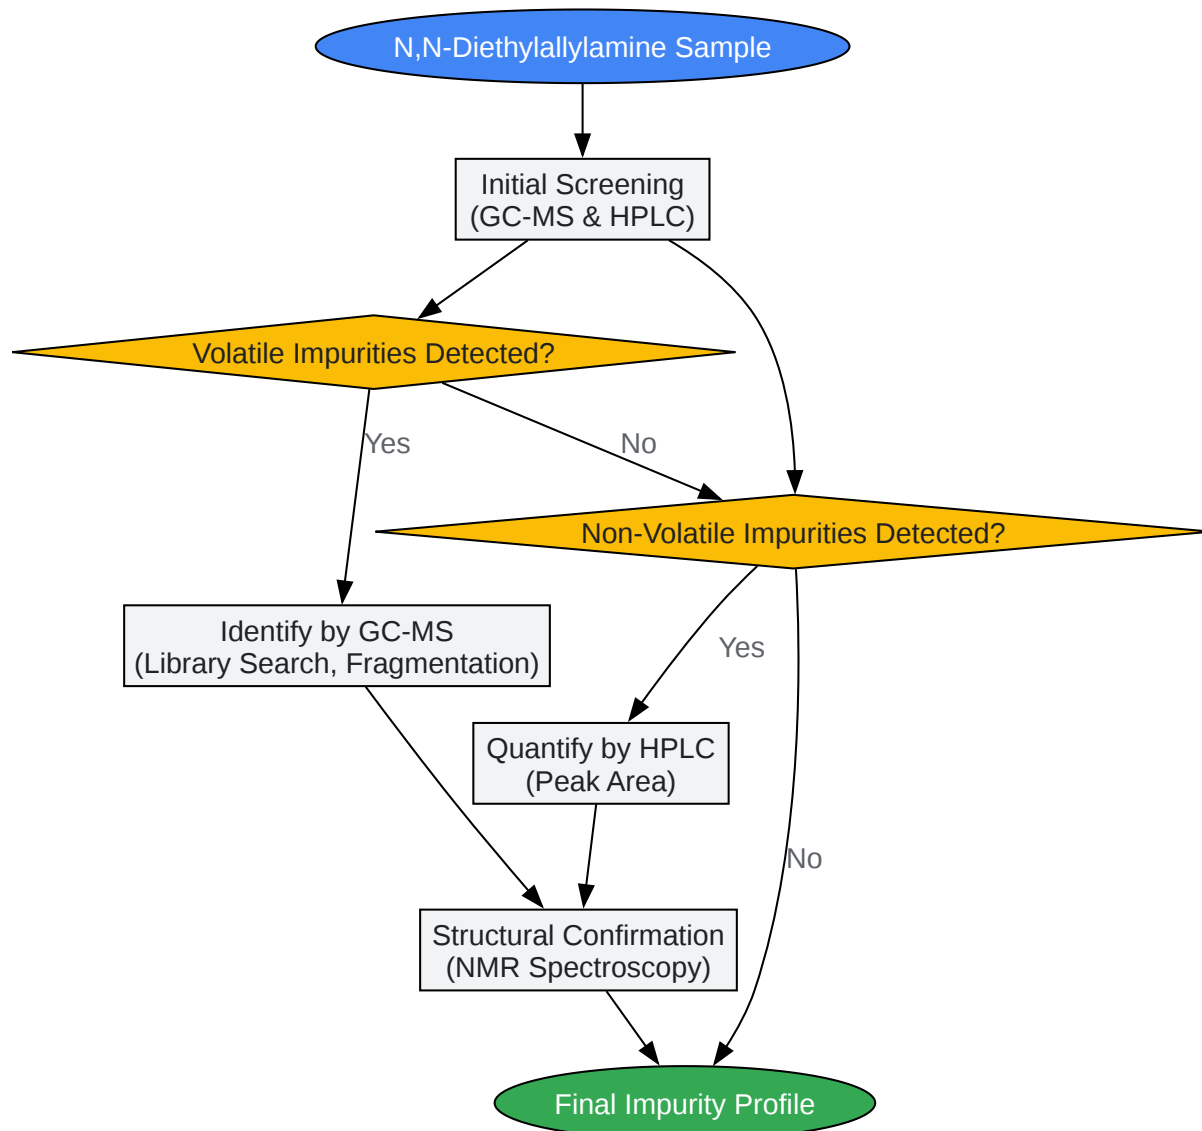 N,N-Diethylallylamine Sample
Initial Screening
(GC-MS & HPLC)
Volatile Impurities Detected?
Yes
No
Non-Volatile Impurities Detected?
Identify by GC-MS
(Library Search, Fragmentation)
Yes
Quantify by HPLC
(Peak Area)
No
Structural Confirmation
(NMR Spectroscopy)
Final Impurity Profile